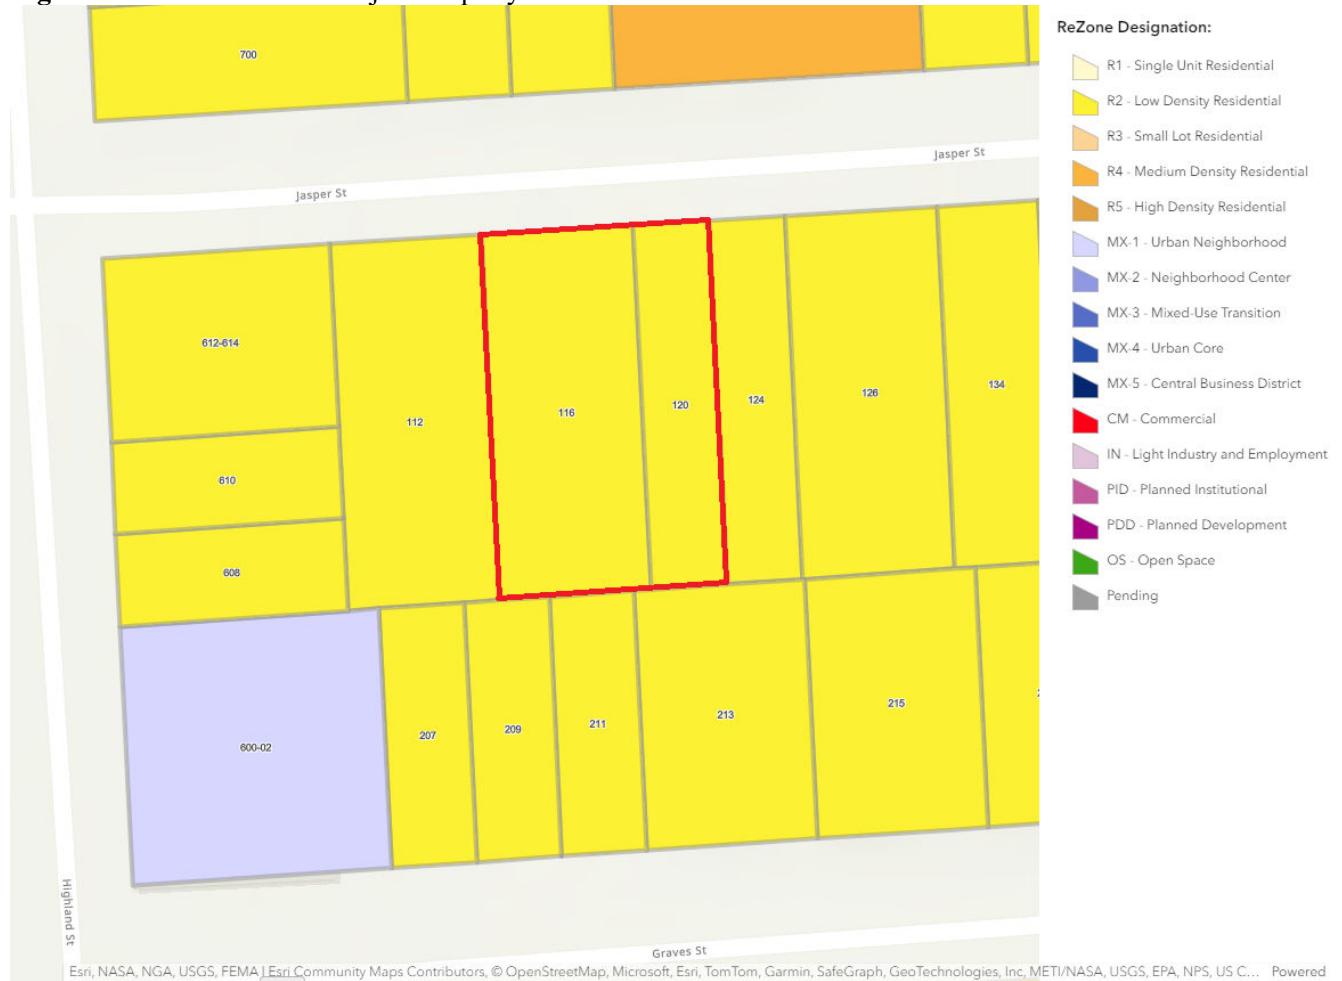 ReZone Designation:
R1 - Single Unit Residential
R2 - Low Density Residential
R3 - Small Lot Residential
R4 - Medium Density Residential
R5 - High Density Residential
MX-1 - Urban Neighborhood
MX-2 - Neighborhood Center
MX-3 - Mixed-Use Transition
MX-4 - Urban Core
MX-5 - Central Business District
CM - Commercial
IN - Light Industry and Employment
PID - Planned Institutional
PDD - Planned Development
OS - Open Space
Pending
700
Jasper St
Jasper St
612-614
112
116
120
124
126
134
610
608
600-02
207
209
211
213
215
Highland St
Graves St
Esri, NASA, NGA, USGS, FEMA | Esri Community Maps Contributors, © OpenStreetMap, Microsoft, Esri, TomTom, Garmin, SafeGraph, GeoTechnologies, Inc, METI/NASA, USGS, EPA, NPS, US C... Powered